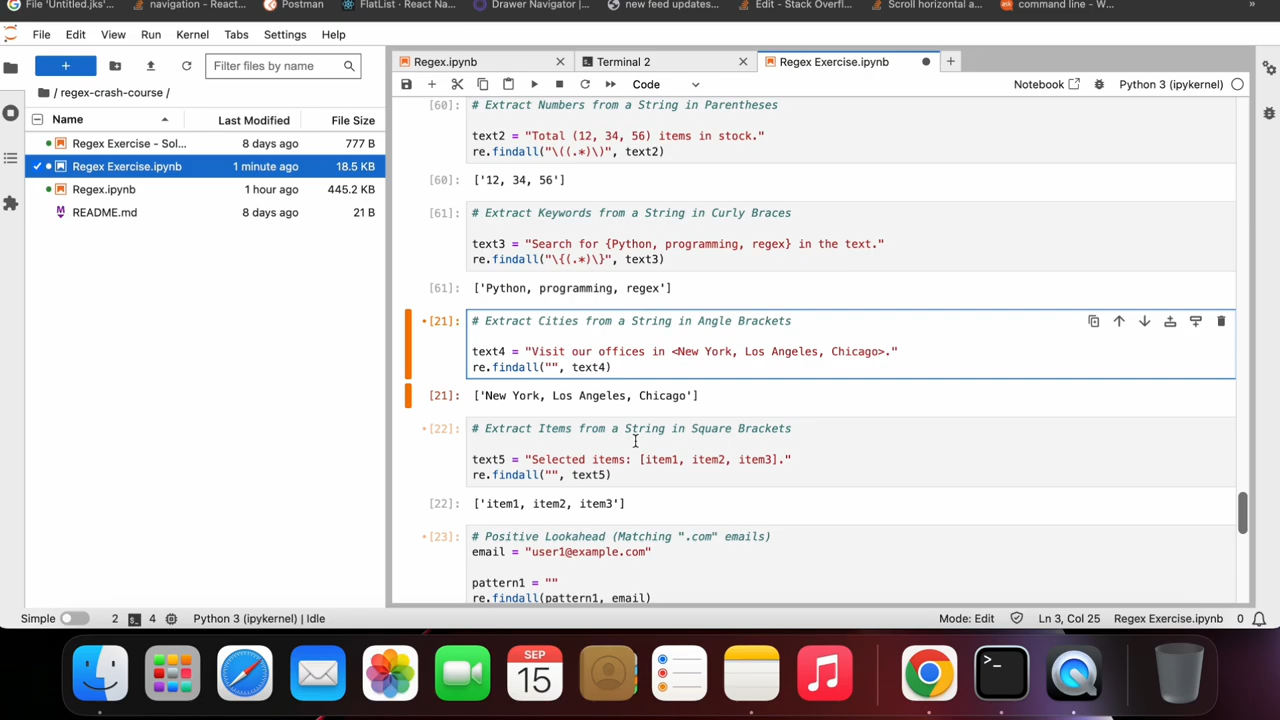 File 'Untitled.jks'...
navigation - React...
Postman
FlatList · React Na...
Drawer Navigator |...
new feed updates...
Edit - Stack Overfl...
Scroll horizontal a...
command line - W...
»
File Edit View Run Kernel Tabs Settings Help
+
Filter files by name
/ regex-crash-course /
Name Last Modified File Size
Regex Exercise - Sol... 8 days ago 777 B
Regex Exercise.ipynb 1 minute ago 18.5 KB
Regex.ipynb 1 hour ago 445.2 KB
README.md 8 days ago 21 B
Regex.ipynb
Terminal 2
Regex Exercise.ipynb
Code
Notebook
Python 3 (ipykernel)
[60]: # Extract Numbers from a String in Parentheses
text2 = "Total (12, 34, 56) items in stock."
re.findall("\((.*)\)", text2)
[60]: ['12, 34, 56']
[61]: # Extract Keywords from a String in Curly Braces
text3 = "Search for {Python, programming, regex} in the text."
re.findall("\{(.*)\}", text3)
[61]: ['Python, programming, regex']
[21]: # Extract Cities from a String in Angle Brackets
text4 = "Visit our offices in <New York, Los Angeles, Chicago>."
re.findall("", text4)
[21]: ['New York, Los Angeles, Chicago']
[22]: # Extract Items from a String in Square Brackets
text5 = "Selected items: [item1, item2, item3]."
re.findall("", text5)
[22]: ['item1, item2, item3']
[23]: # Positive Lookahead (Matching ".com" emails)
email = "user1@example.com"
pattern1 = ""
re.findall(pattern1, email)
Simple 2 4 Python 3 (ipykernel) | Idle
Mode: Edit Ln 3, Col 25 Regex Exercise.ipynb 0
SEP
15
>_